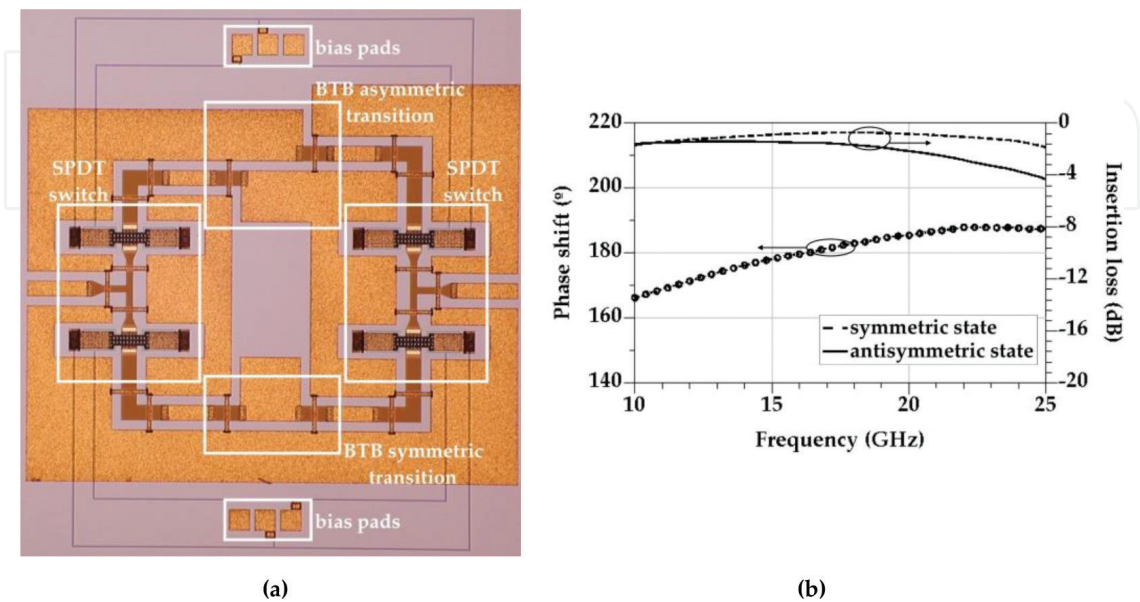 bias pads
BTB asymmetric
transition
SPDT
switch
SPDT
switch
BTB symmetric
transition
bias pads
(a)
220
200
180
160
140
Phase shift (º)
0
-4
-8
-12
-16
-20
Insertion loss (dB)
symmetric state
antisymmetric state
10
15
20
25
Frequency (GHz)
(b)